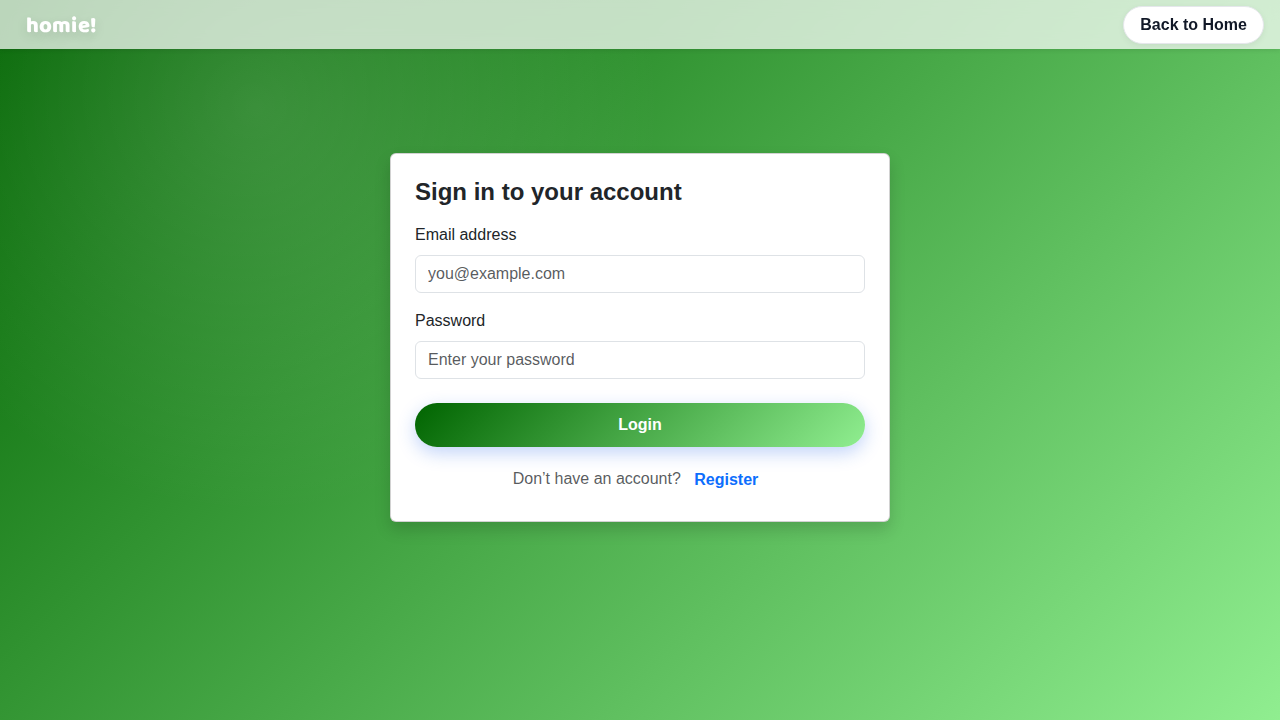 homie!
Back to Home
Sign in to your account
Email address
you@example.com
Password
Enter your password
Login
Don’t have an account? Register